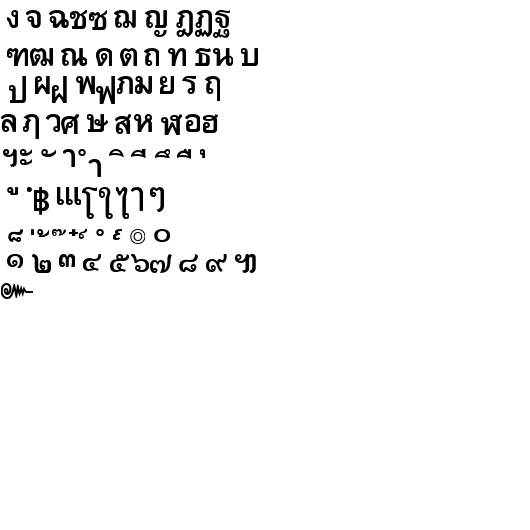 ง จ ฉ ช ซ ฌ ญ ฎ ฏ ฐ
ฑ ฒ ณ ด ต ถ ท ธ น บ
ป ผ ฝ พ ฟ ภ ม ย ร ฤ
ล ฦ ว ศ ษ ส ห ฬ อ ฮ
ฯ ะ ั า ำ ิ ี ึ ื ุ
ู ฺ ฿ เ แ โ ใ ไ ๅ ๆ
็ ่ ้ ๊ ๋ ์ ํ ๎ ๏ ๐
๑ ๒ ๓ ๔ ๕ ๖ ๗ ๘ ๙ ๚
๛